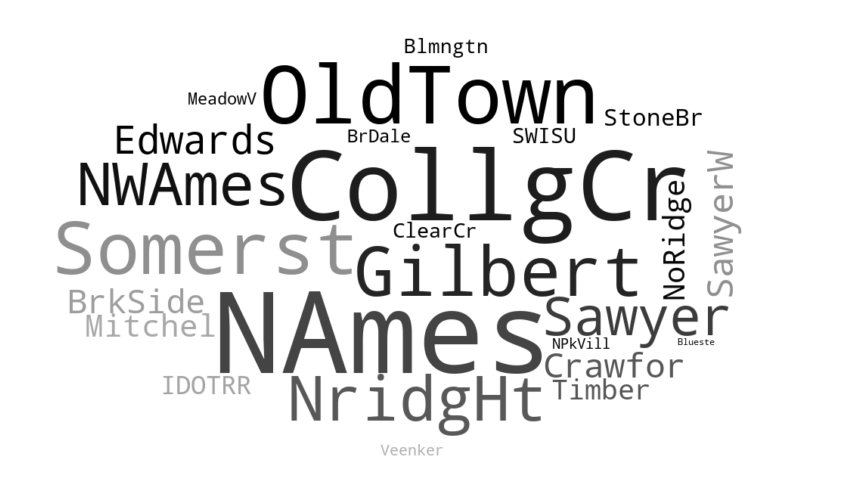 Blmngtn
OldTown
MeadowV
StoneBr
Edwards
BrDale
SWISU
NWAmes
CollgCr
SawyerW
NoRidge
Somerst
ClearCr
Gilbert
BrkSide
Mitchel
NAmes
Sawyer
NPkVill
Blueste
Crawfor
IDOTRR
NridgHt
Timber
Veenker